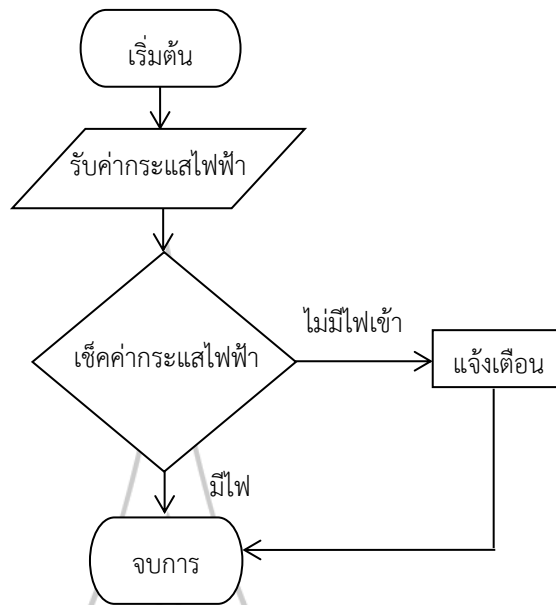 เริ่มต้น
รับค่ากระแสไฟฟ้า
ไม่มีไฟเข้า
เช็คค่ากระแสไฟฟ้า
แจ้งเตือน
มีไฟ
จบการ